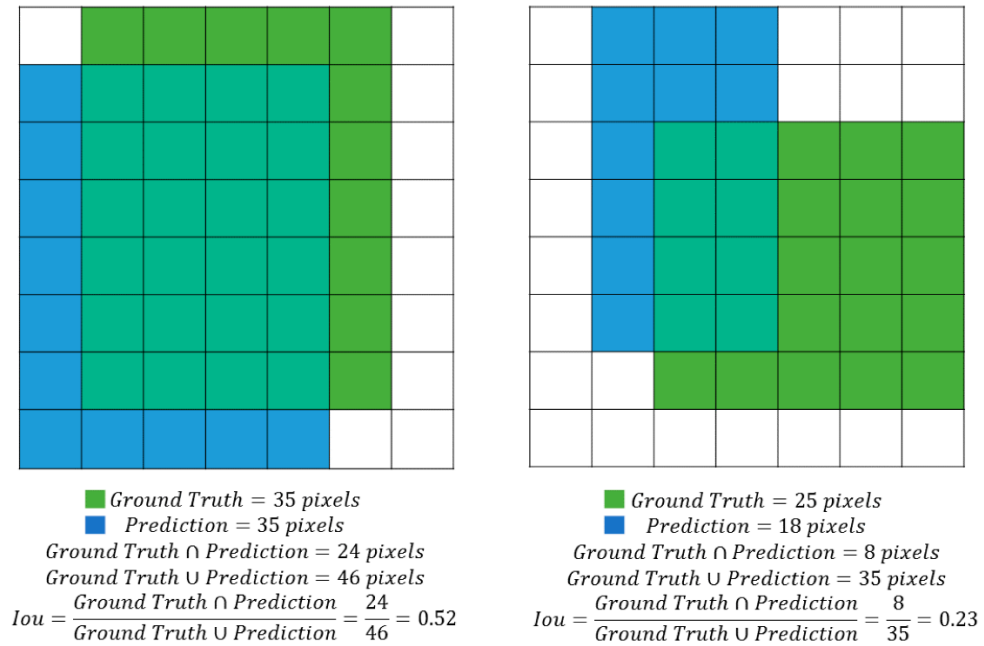 Ground Truth = 35 pixels
Prediction = 35 pixels
Ground Truth ∩ Prediction = 24 pixels
Ground Truth ∪ Prediction = 46 pixels
Iou = Ground Truth ∩ Prediction / Ground Truth ∪ Prediction = 24 / 46 = 0.52
Ground Truth = 25 pixels
Prediction = 18 pixels
Ground Truth ∩ Prediction = 8 pixels
Ground Truth ∪ Prediction = 35 pixels
Iou = Ground Truth ∩ Prediction / Ground Truth ∪ Prediction = 8 / 35 = 0.23